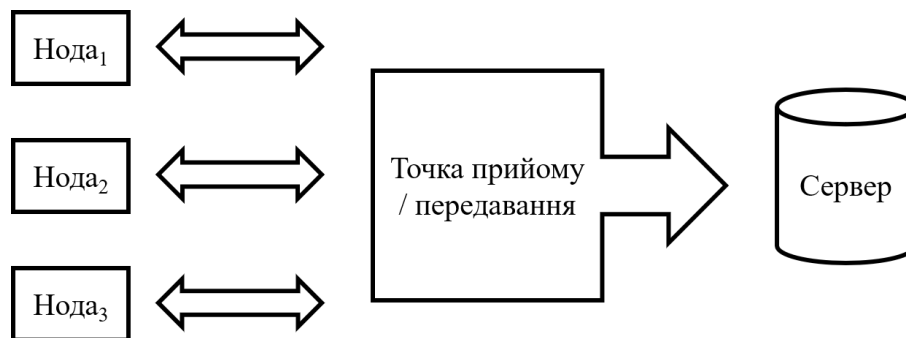 Нода₁
Нода₂
Нода₃
Точка прийому
/ передавання
Сервер